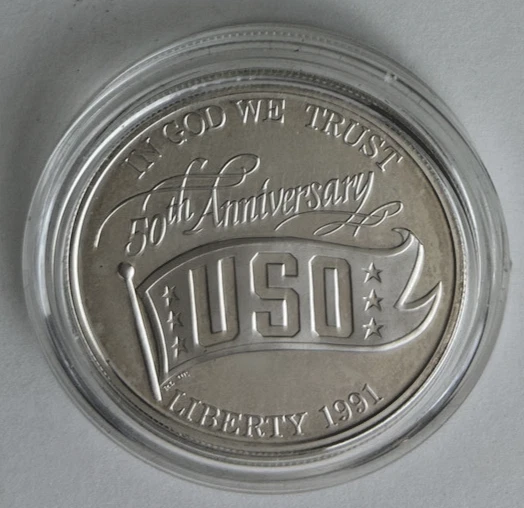 IN GOD WE TRUST
50th Anniversary
USO
LIBERTY 1991